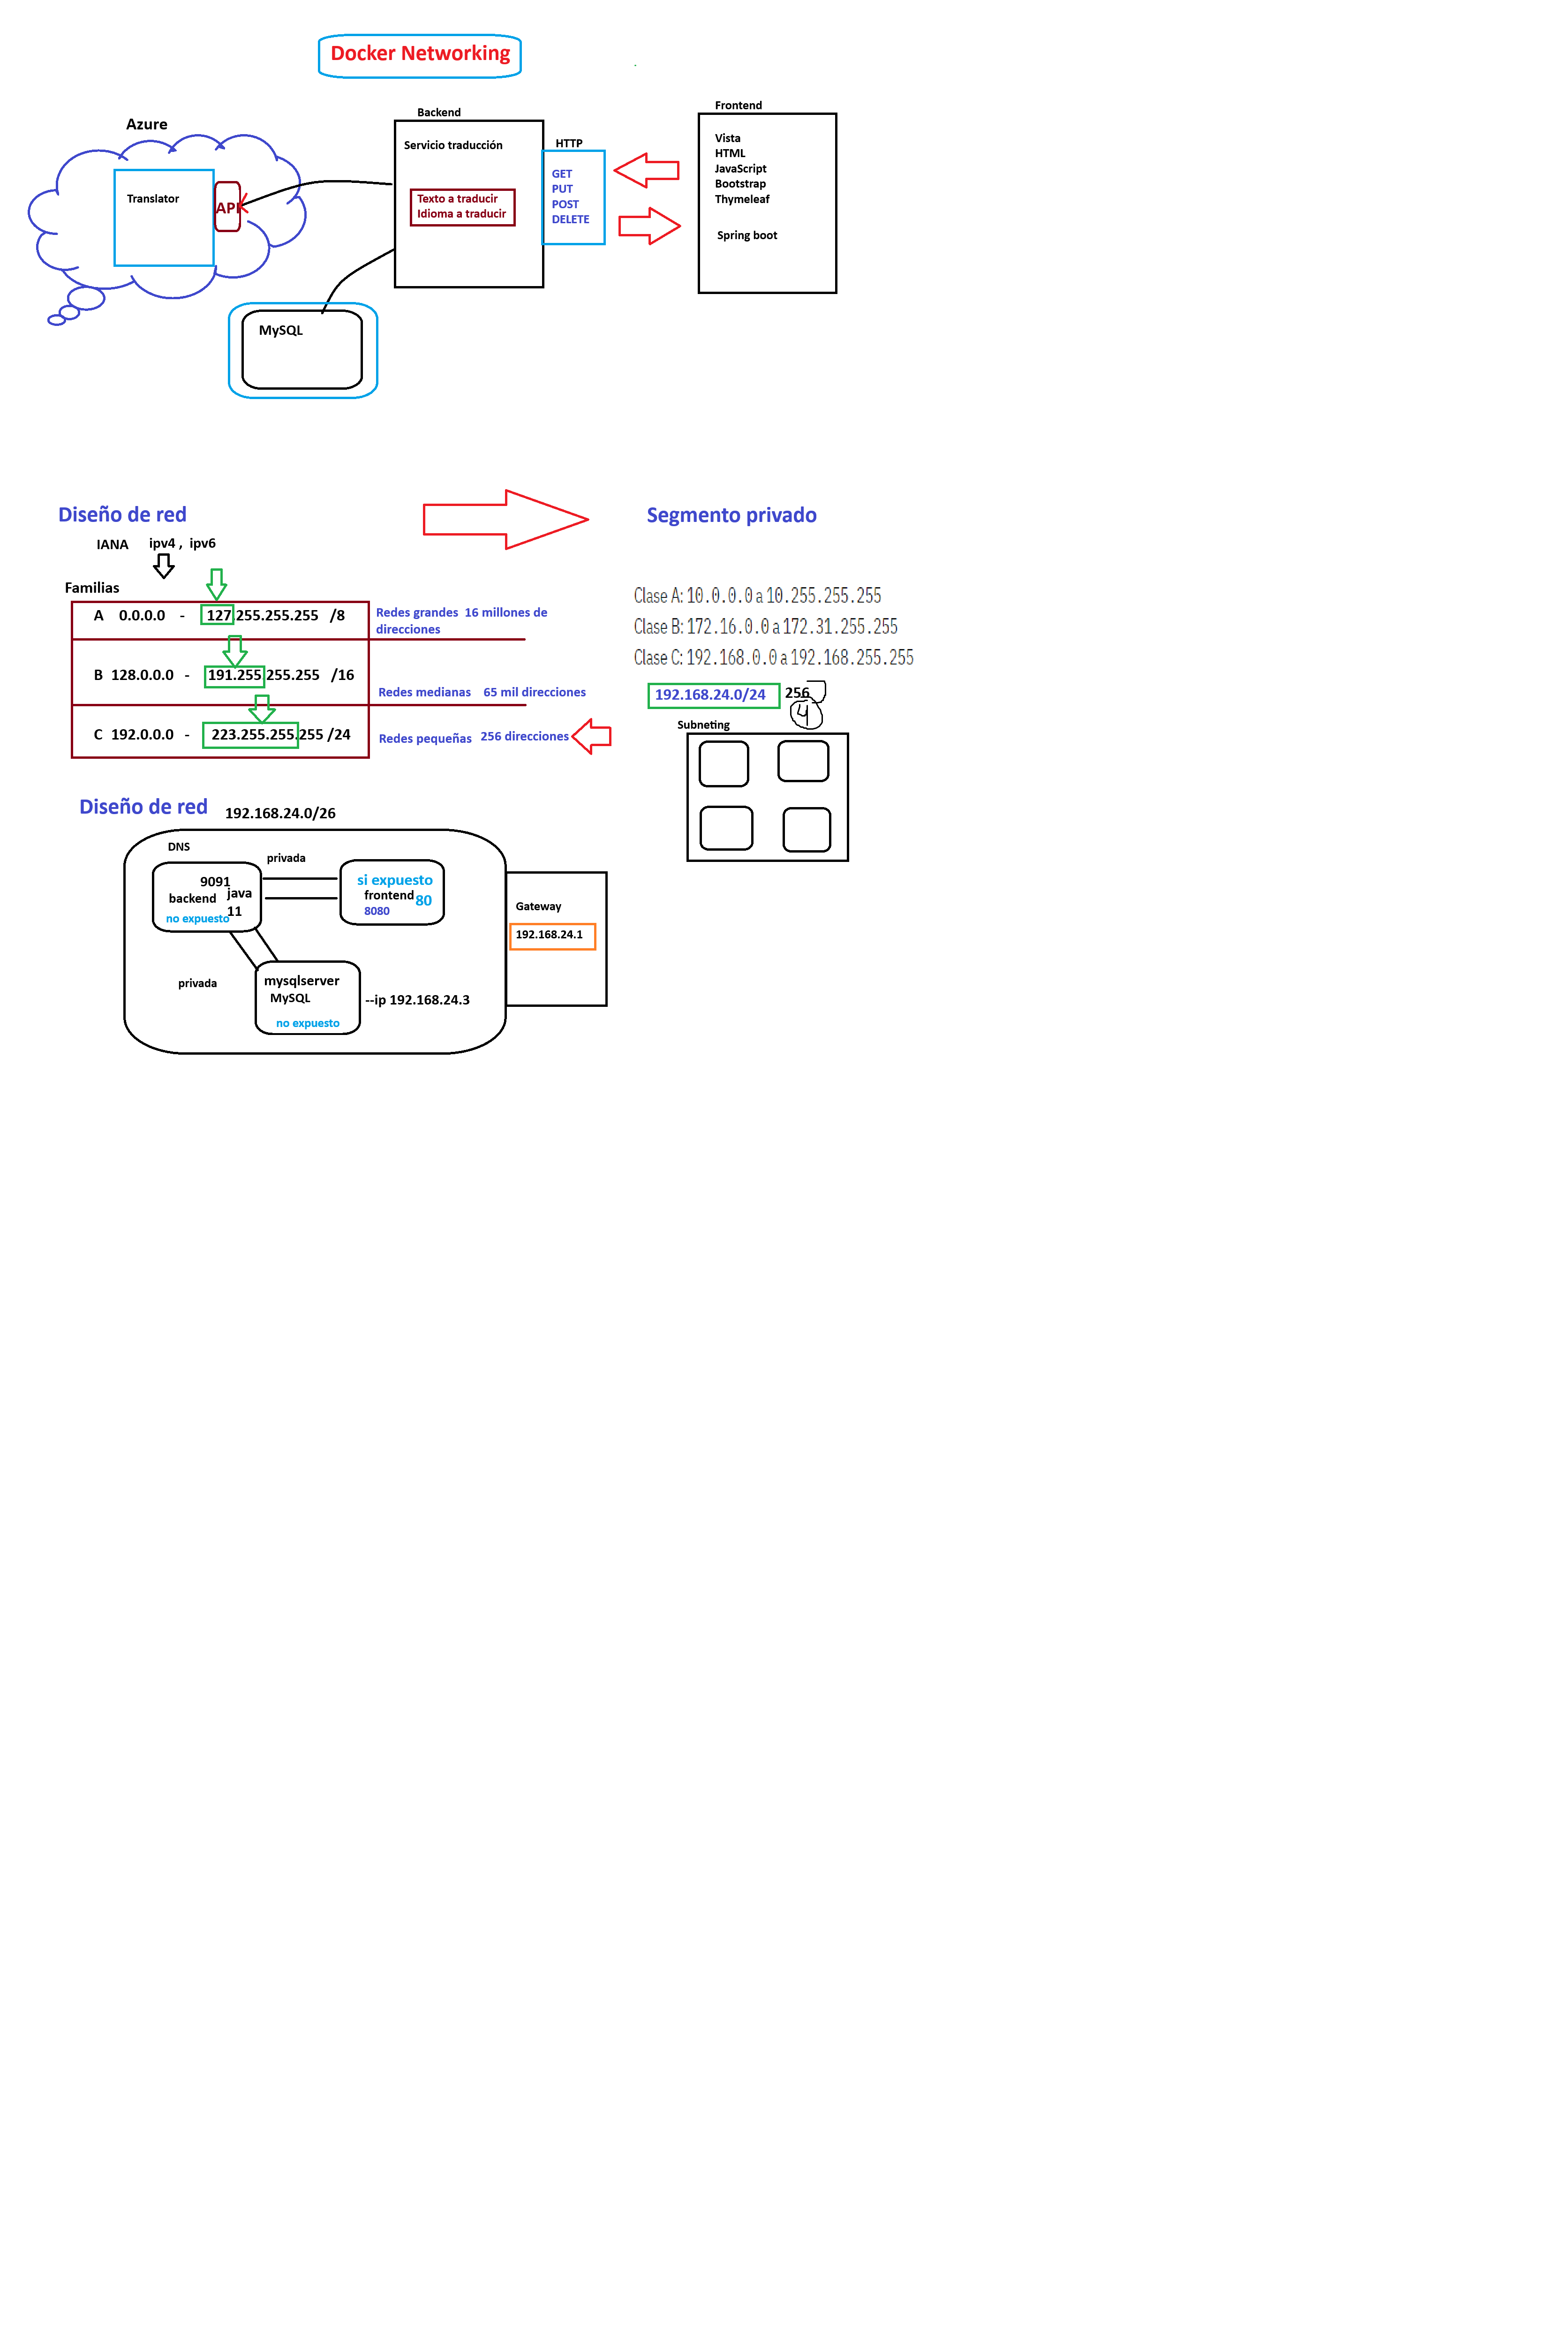 Docker Networking
Azure
Translator
API
Backend
Servicio traducción
Texto a traducir
Idioma a traducir
HTTP
GET
PUT
POST
DELETE
Frontend
Vista
HTML
JavaScript
Bootstrap
Thymeleaf
Spring boot
MySQL
Diseño de red
IANA ipv4 , ipv6
Familias
A 0.0.0.0 - 127.255.255.255 /8
Redes grandes 16 millones de
direcciones
B 128.0.0.0 - 191.255.255.255 /16
Redes medianas 65 mil direcciones
C 192.0.0.0 - 223.255.255.255 /24
Redes pequeñas 256 direcciones
Segmento privado
Clase A: 10.0.0.0 a 10.255.255.255
Clase B: 172.16.0.0 a 172.31.255.255
Clase C: 192.168.0.0 a 192.168.255.255
192.168.24.0/24 256
4
Subneting
Diseño de red 192.168.24.0/26
DNS
privada
9091
backend java
11
no expuesto
si expuesto
frontend 80
8080
Gateway
192.168.24.1
privada
mysqlserver
MySQL
no expuesto
--ip 192.168.24.3